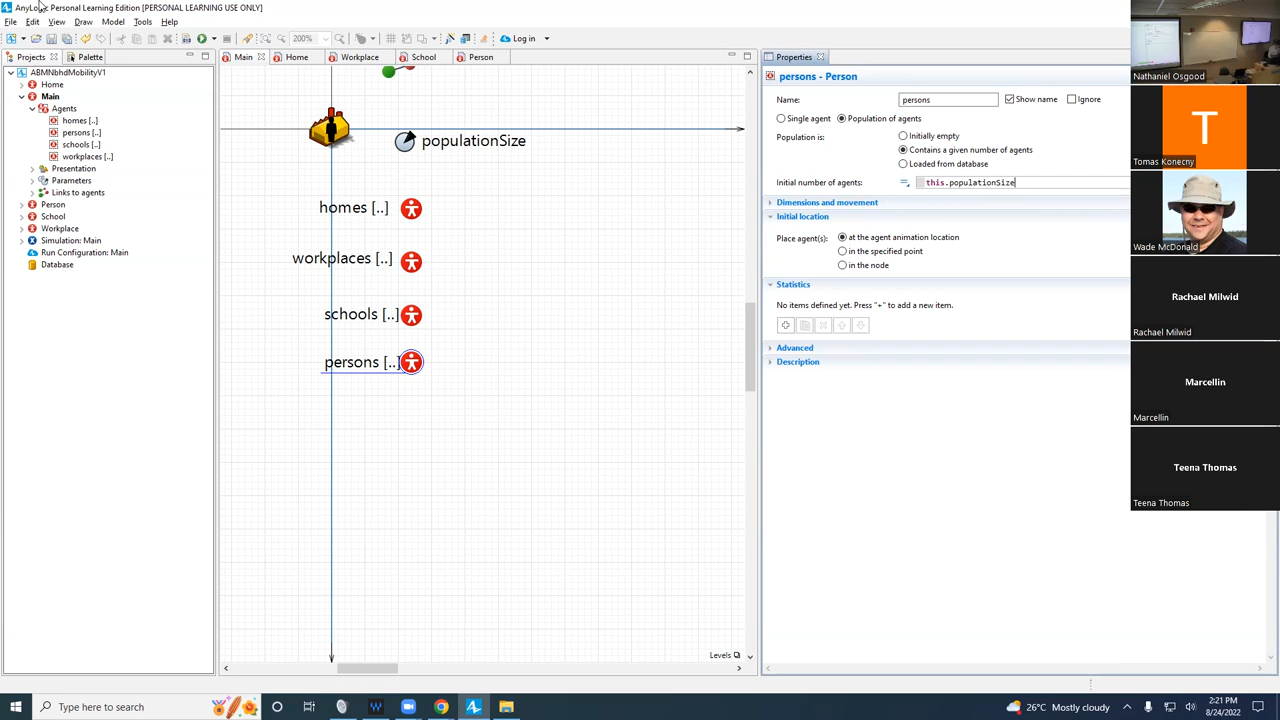 AnyLogic Personal Learning Edition [PERSONAL LEARNING USE ONLY]
File Edit View Draw Model Tools Help
200% Log in
Projects Palette
Main Home Workplace School Person
Properties
ABMNbhdMobilityV1
Home
Main
Agents
homes [..]
persons [..]
schools [..]
workplaces [..]
Presentation
Parameters
Links to agents
Person
School
Workplace
Simulation: Main
Run Configuration: Main
Database
populationSize
homes [..]
workplaces [..]
schools [..]
persons [..]
Levels
persons - Person
Name: persons Show name Ignore
Single agent Population of agents
Population is: Initially empty
Contains a given number of agents
Loaded from database
Initial number of agents: this.populationSize
Dimensions and movement
Initial location
Place agent(s): at the agent animation location
in the specified point
in the node
Statistics
No items defined yet. Press "+" to add a new item.
Advanced
Description
Nathaniel Osgood
T
Tomas Konecny
Wade McDonald
Rachael Milwid
Rachael Milwid
Marcellin
Marcellin
Teena Thomas
Teena Thomas
Type here to search
26°C Mostly cloudy
2:21 PM
8/24/2022